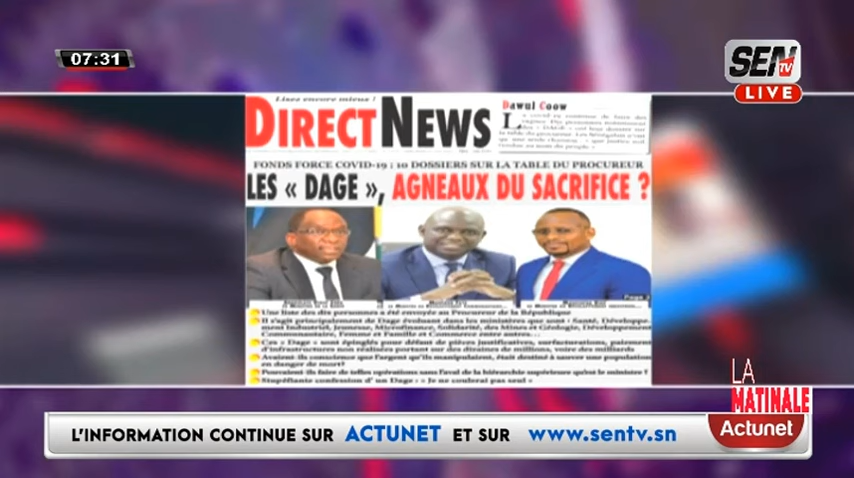 07:31
SEN TV
LIVE
Lisez encore mieux !
DIRECT NEWS
Dawul Coow
FONDS FORCE COVID-19 : 10 DOSSIERS SUR LA TABLE DU PROCUREUR
LES « DAGE », AGNEAUX DU SACRIFICE ?
Page 3
Une liste des dix personnes a été envoyée au Procureur de la République
Il s'agit principalement de Dage évoluant dans les ministères que sont : Santé, Développe-
ment Industriel, Jeunesse, Microfinance, Solidarité, des Mines et Géologie, Développement
Communautaire, Femme et Famille et Commerce entre autres...
Ces « Dage » sont épinglés pour défaut de pièces justificatives, surfacturations, paiement
d'infrastructures non réalisées portant sur des dizaines de millions, voire des milliards
Avaient-ils conscience que l'argent qu'ils manipulaient, était destiné à sauver une population
en danger de mort?
Pouvaient-ils faire de telles opérations sans l'aval de la hiérarchie supérieure qu'est le ministre ?
Stupéfiante confession d' un Dage : « Je ne coulerai pas seul »
LA
MATINALE
Actunet
L'INFORMATION CONTINUE SUR ACTUNET ET SUR www.sentv.sn